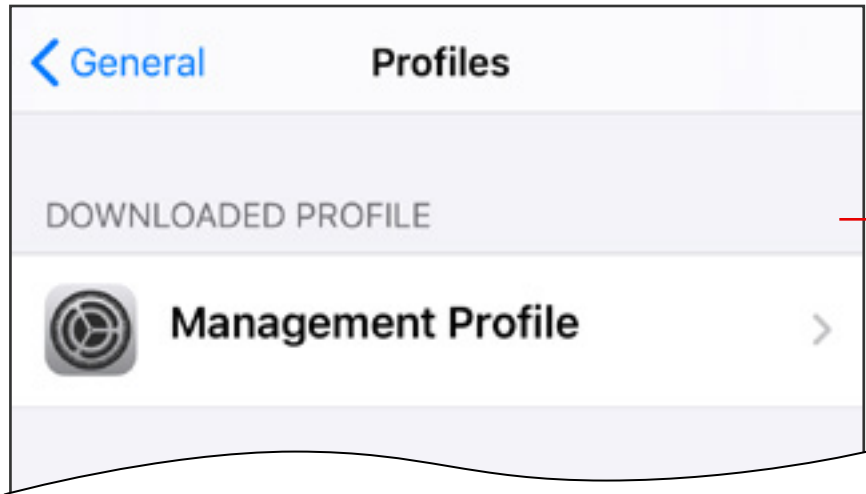 General
Profiles
DOWNLOADED PROFILE
Management Profile